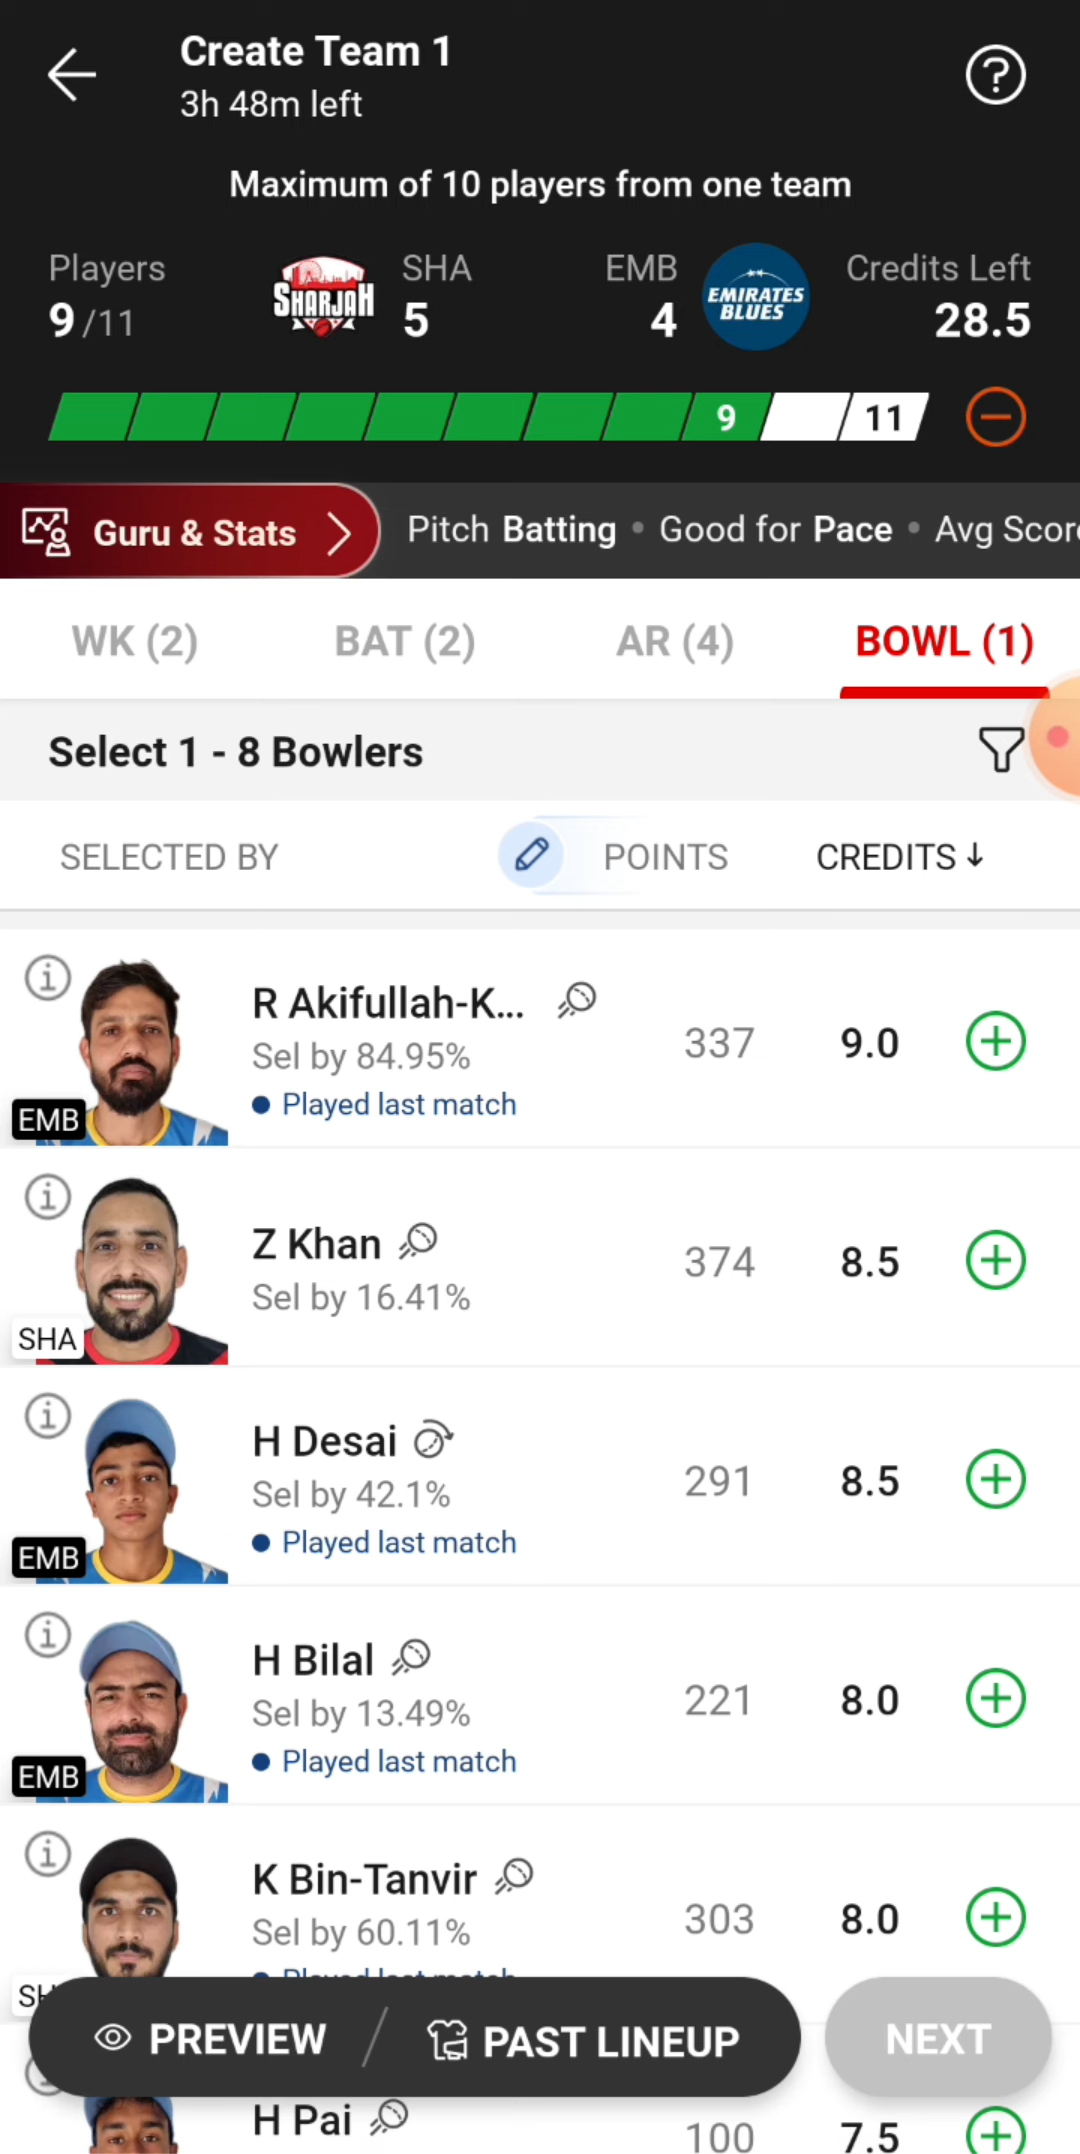 Create Team 1
3h 48m left
Maximum of 10 players from one team
Players SHA EMB Credits Left
9/11 5 4 28.5
SHARJAH
EMIRATES
BLUES
9 11
Guru & Stats Pitch Batting • Good for Pace • Avg Scor
WK (2) BAT (2) AR (4) BOWL (1)
Select 1 - 8 Bowlers
SELECTED BY POINTS CREDITS ↓
R Akifullah-K...
Sel by 84.95% 337 9.0
• Played last match
EMB
Z Khan
Sel by 16.41% 374 8.5
SHA
H Desai
Sel by 42.1% 291 8.5
• Played last match
EMB
H Bilal
Sel by 13.49% 221 8.0
• Played last match
EMB
K Bin-Tanvir
Sel by 60.11% 303 8.0
Played last match
SH
PREVIEW / PAST LINEUP NEXT
H Pai 100 7.5